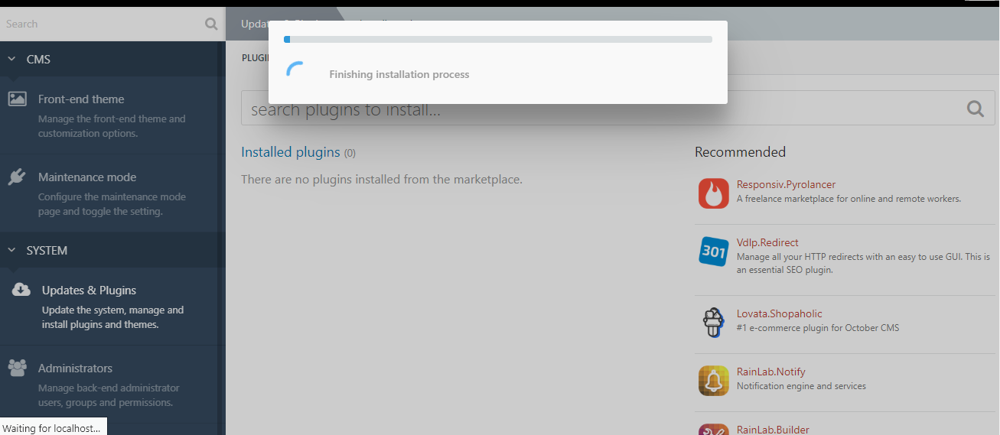 Search
CMS
Front-end theme
Manage the front-end theme and
customization options.
Maintenance mode
Configure the maintenance mode
page and toggle the setting.
SYSTEM
Updates & Plugins
Update the system, manage and
install plugins and themes.
Administrators
Manage back-end administrator
users, groups and permissions.
Waiting for localhost...
Finishing installation process
search plugins to install...
Installed plugins (0)
There are no plugins installed from the marketplace.
Recommended
Responsiv.Pyrolancer
A freelance marketplace for online and remote workers.
301
Vdlp.Redirect
Manage all your HTTP redirects with an easy to use GUI. This is
an essential SEO plugin.
Lovata.Shopaholic
#1 e-commerce plugin for October CMS
RainLab.Notify
Notification engine and services
RainLab.Builder